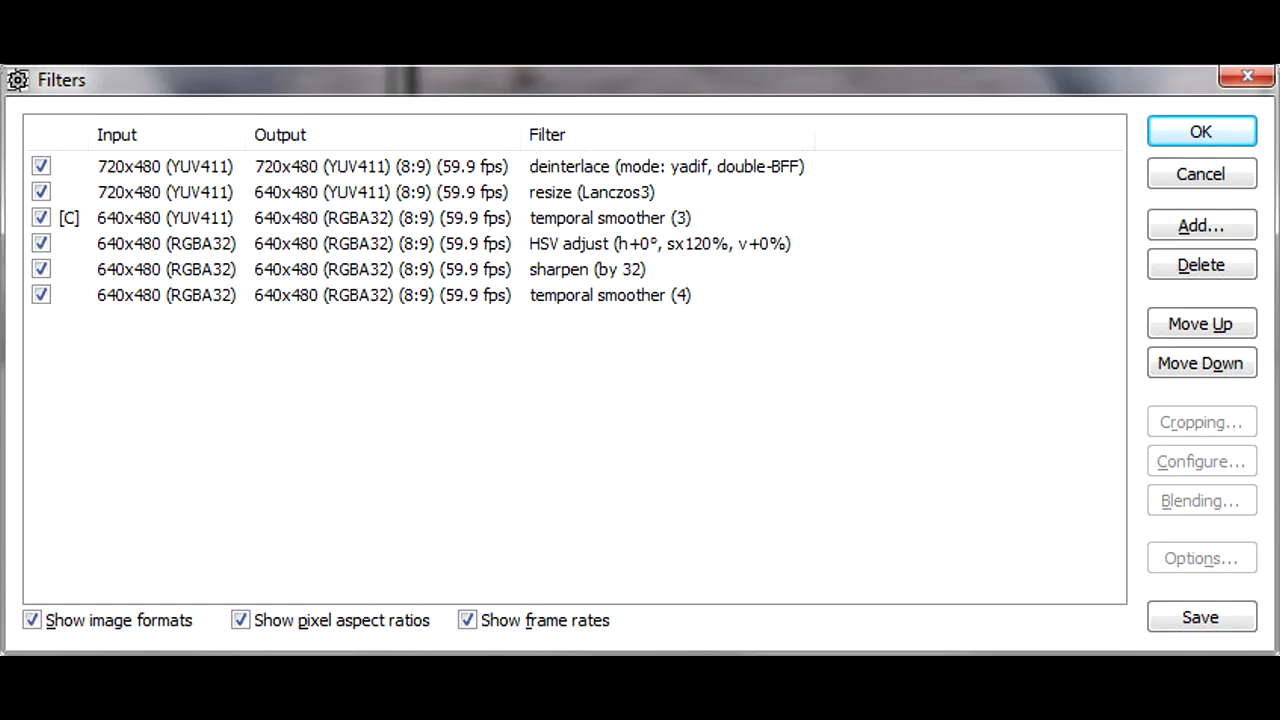 Filters
Input Output Filter
720x480 (YUV411) 720x480 (YUV411) (8:9) (59.9 fps) deinterlace (mode: yadif, double-BFF)
720x480 (YUV411) 640x480 (YUV411) (8:9) (59.9 fps) resize (Lanczos3)
[C] 640x480 (YUV411) 640x480 (RGBA32) (8:9) (59.9 fps) temporal smoother (3)
640x480 (RGBA32) 640x480 (RGBA32) (8:9) (59.9 fps) HSV adjust (h+0°, sx120%, v+0%)
640x480 (RGBA32) 640x480 (RGBA32) (8:9) (59.9 fps) sharpen (by 32)
640x480 (RGBA32) 640x480 (RGBA32) (8:9) (59.9 fps) temporal smoother (4)
Show image formats Show pixel aspect ratios Show frame rates
OK
Cancel
Add...
Delete
Move Up
Move Down
Cropping...
Configure...
Blending...
Options...
Save